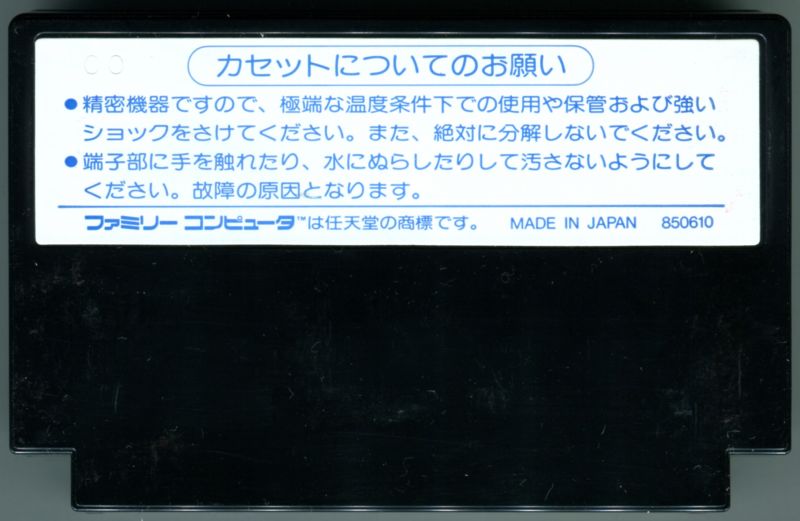 カセットについてのお願い
●精密機器ですので、極端な温度条件下での使用や保管および強い
ショックをさけてください。また、絶対に分解しないでください。
●端子部に手を触れたり、水にぬらしたりして汚さないようにして
ください。故障の原因となります。
ファミリー コンピュータ™は任天堂の商標です。 MADE IN JAPAN 850610